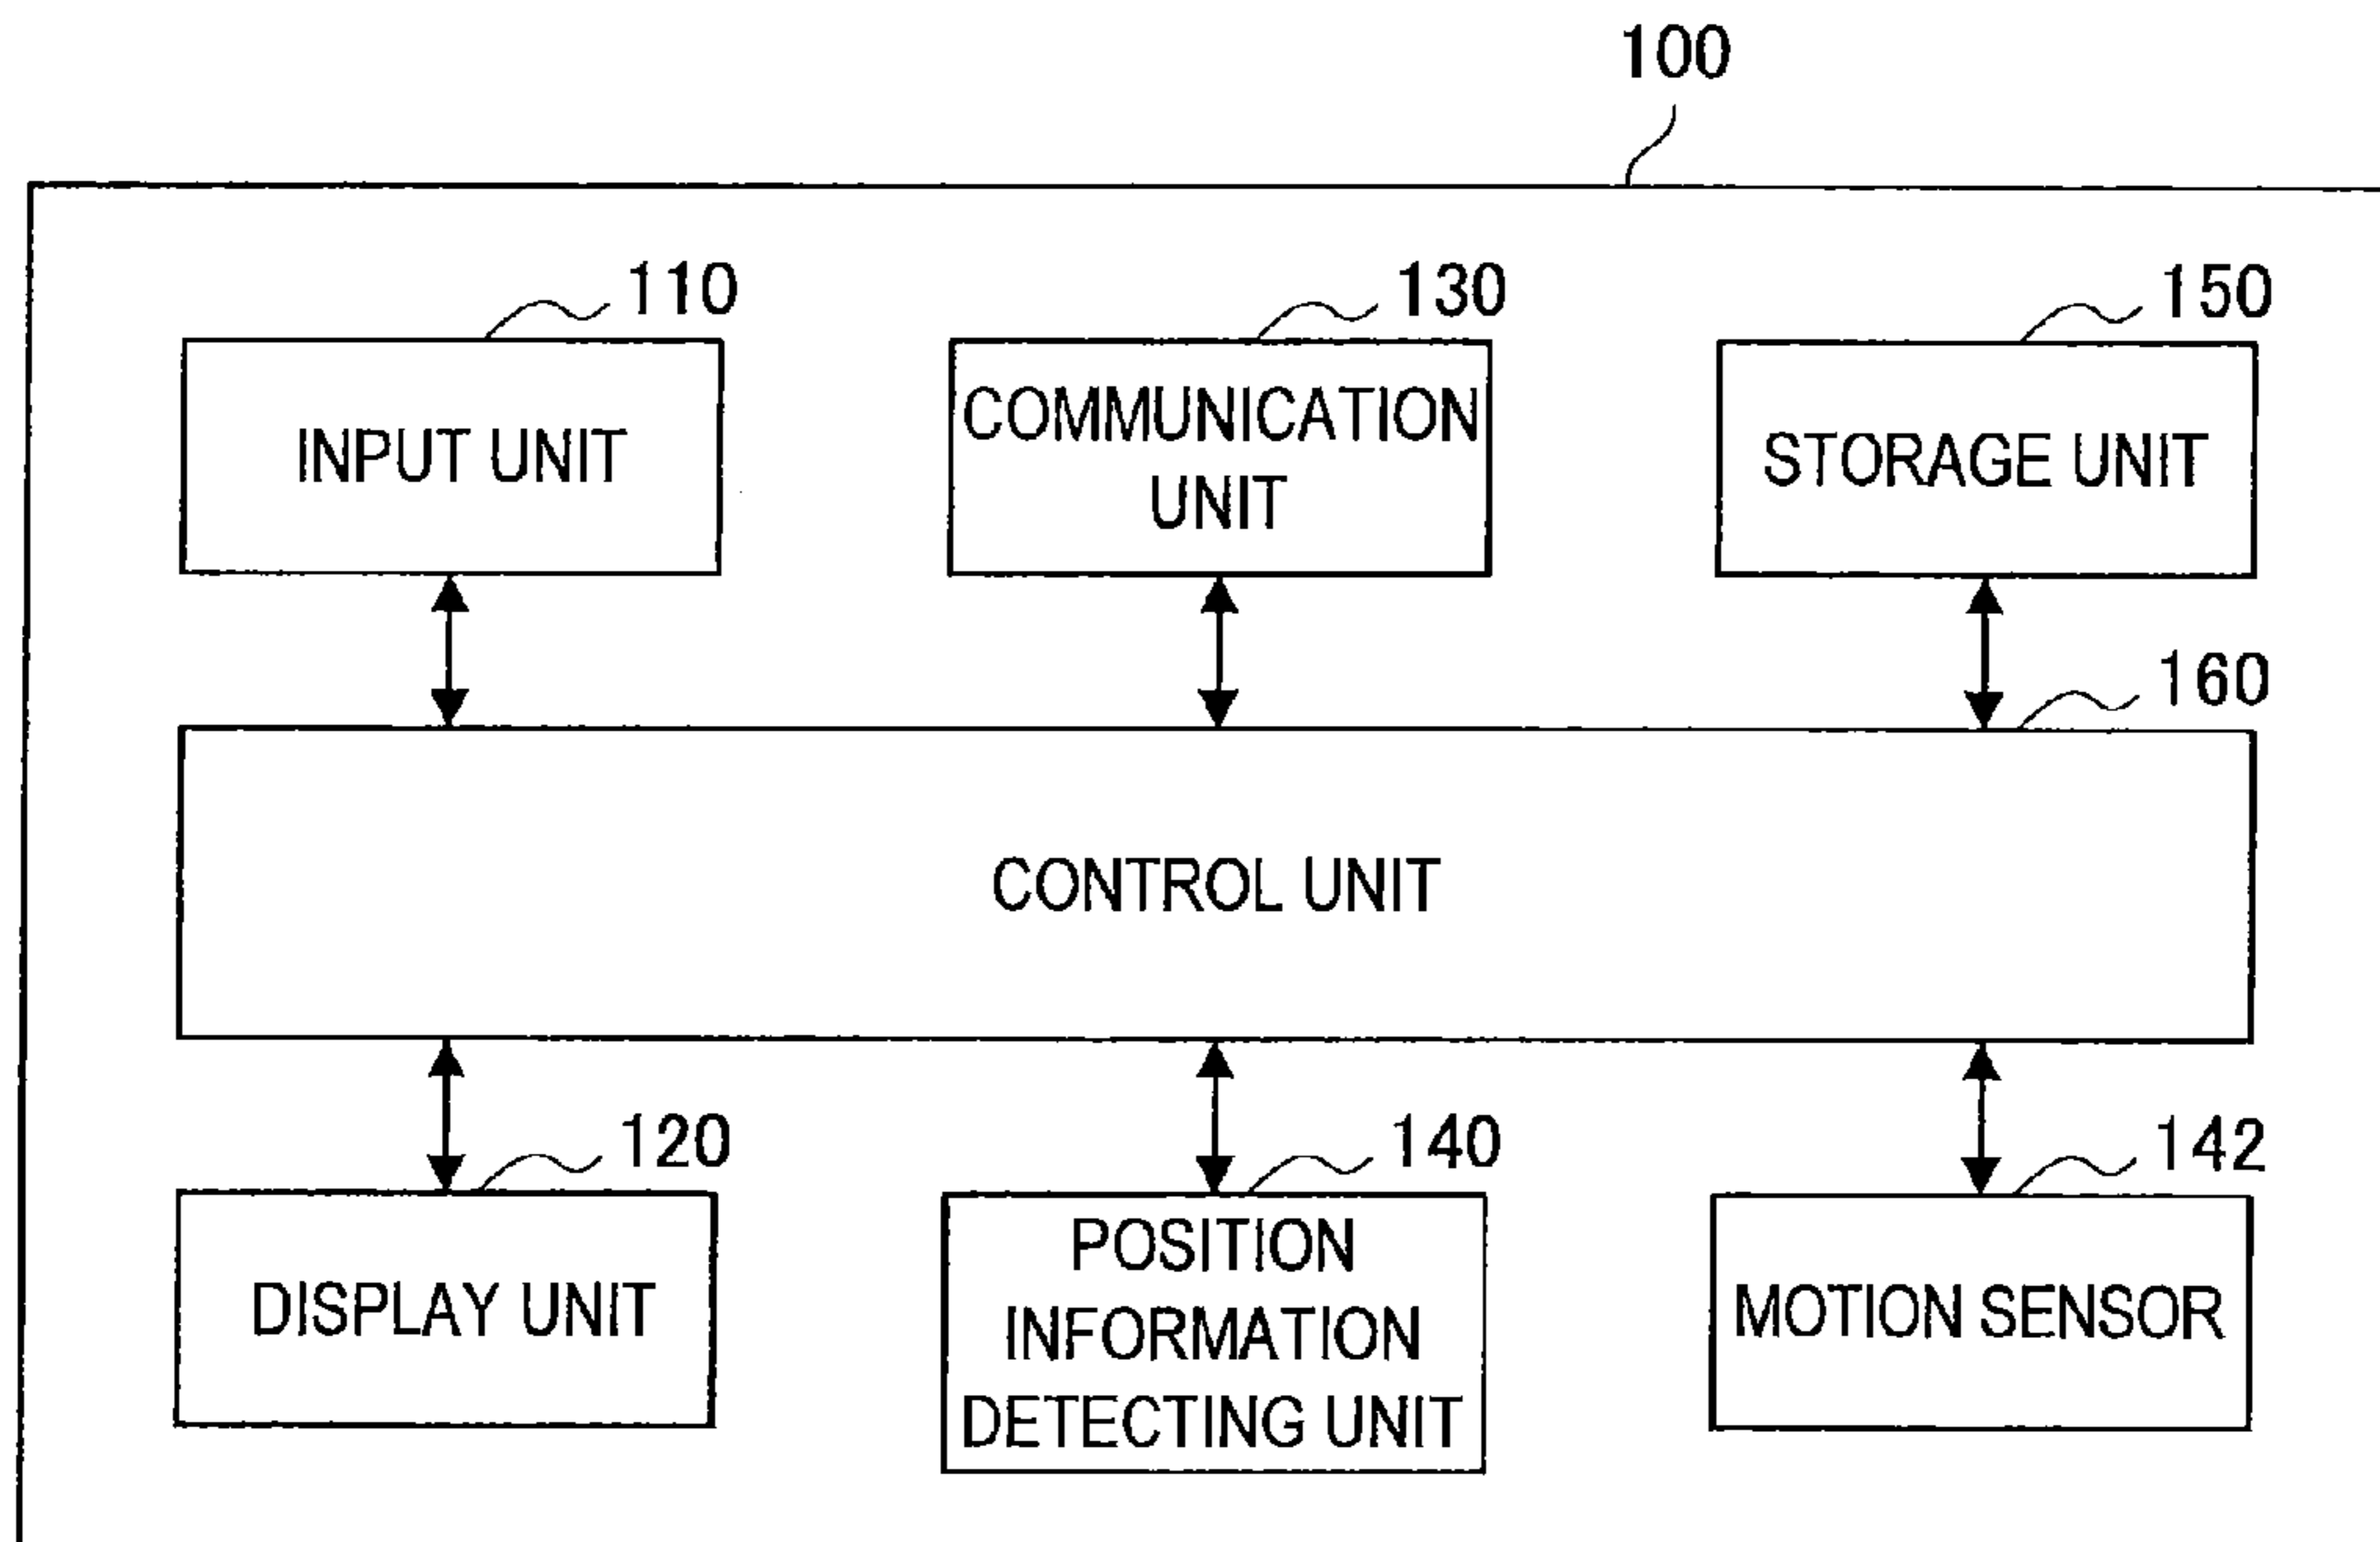 100
110
130
150
INPUT UNIT
COMMUNICATION
UNIT
STORAGE UNIT
160
CONTROL UNIT
120
140
142
DISPLAY UNIT
POSITION
INFORMATION
DETECTING UNIT
MOTION SENSOR